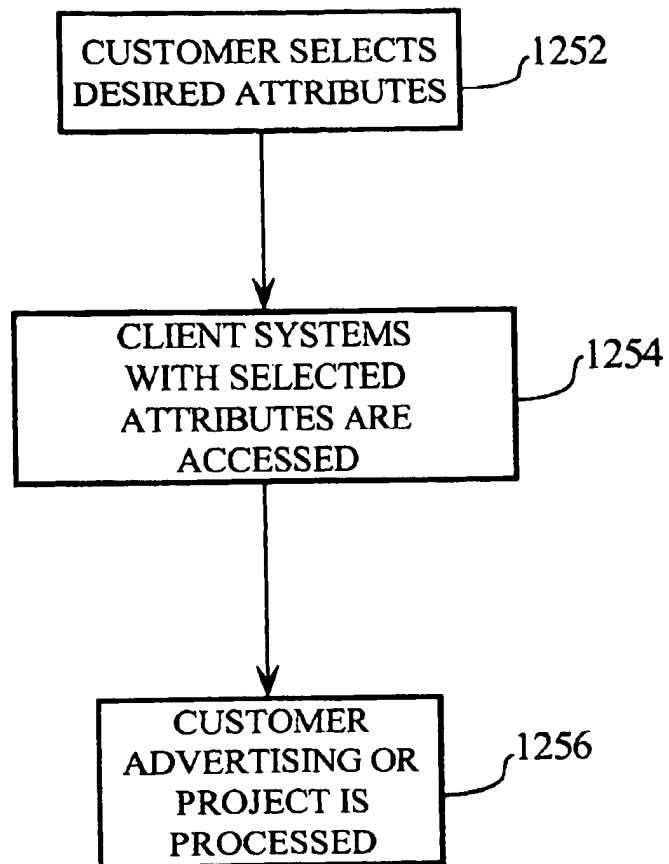 CUSTOMER SELECTS
DESIRED ATTRIBUTES
1252
CLIENT SYSTEMS
WITH SELECTED
ATTRIBUTES ARE
ACCESSED
1254
CUSTOMER
ADVERTISING OR
PROJECT IS
PROCESSED
1256